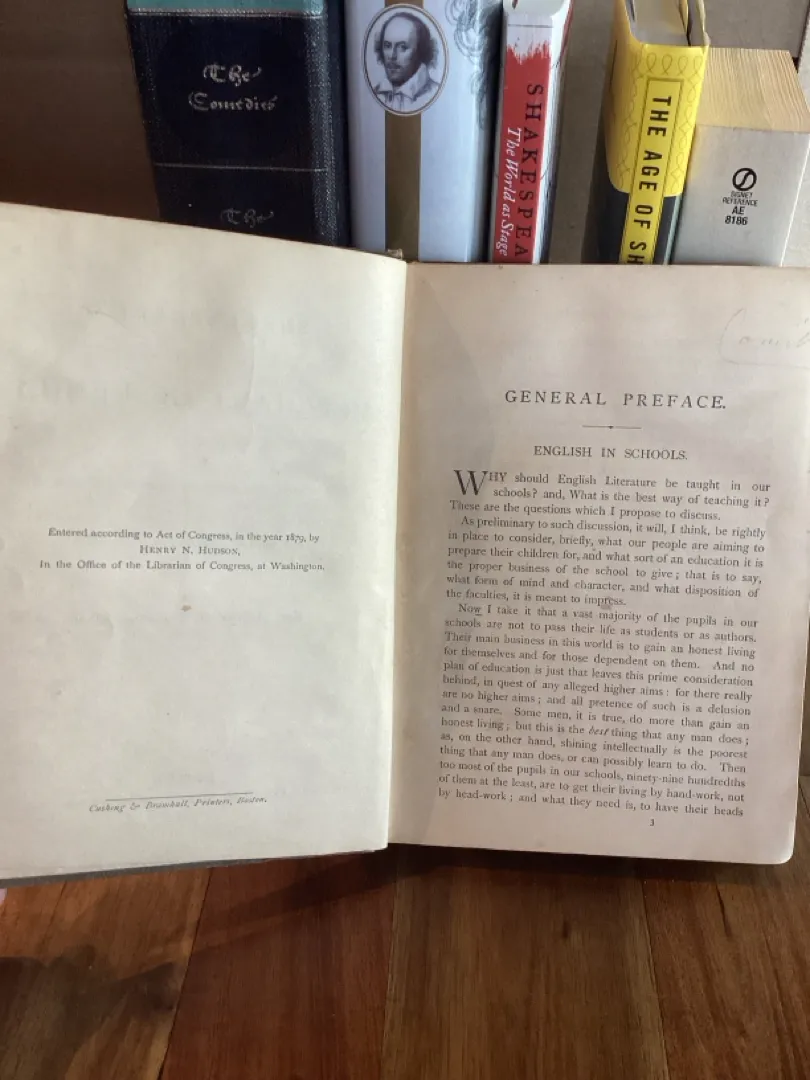 The
Comedies
The
SHAKESPEA
The World as Stage
THE AGE OF SH
SIGNET
REFERENCE
AE
8186
Entered according to Act of Congress, in the year 1879, by
HENRY N. HUDSON,
In the Office of the Librarian of Congress, at Washington.
Cushing & Bramhall, Printers, Boston.
GENERAL PREFACE.
ENGLISH IN SCHOOLS.
WHY should English Literature be taught in our
schools? and, What is the best way of teaching it?
These are the questions which I propose to discuss.
As preliminary to such discussion, it will, I think, be rightly
in place to consider, briefly, what our people are aiming to
prepare their children for, and what sort of an education it is
the proper business of the school to give; that is to say,
what form of mind and character, and what disposition of
the faculties, it is meant to impress.
Now I take it that a vast majority of the pupils in our
schools are not to pass their life as students or as authors.
Their main business in this world is to gain an honest living
for themselves and for those dependent on them. And no
plan of education is just that leaves this prime consideration
behind, in quest of any alleged higher aims: for there really
are no higher aims; and all pretence of such is a delusion
and a snare. Some men, it is true, do more than gain an
honest living; but this is the best thing that any man does;
as, on the other hand, shining intellectually is the poorest
thing that any man does, or can possibly learn to do. Then
too most of the pupils in our schools, ninety-nine hundredths
of them at the least, are to get their living by hand-work, not
by head-work; and what they need is, to have their heads
3